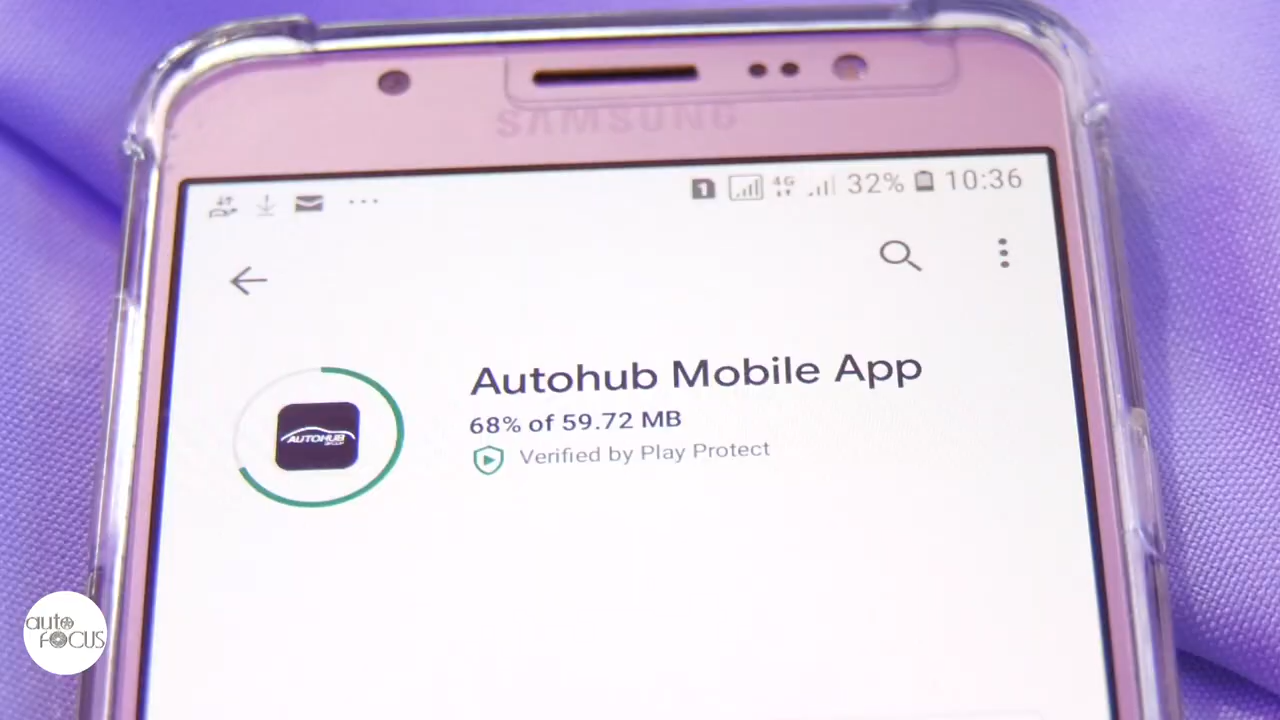 SAMSUNG
1 4G 32% 10:36
Autohub Mobile App
68% of 59.72 MB
Verified by Play Protect
AUTOHUB
GROUP
auto
FOCUS